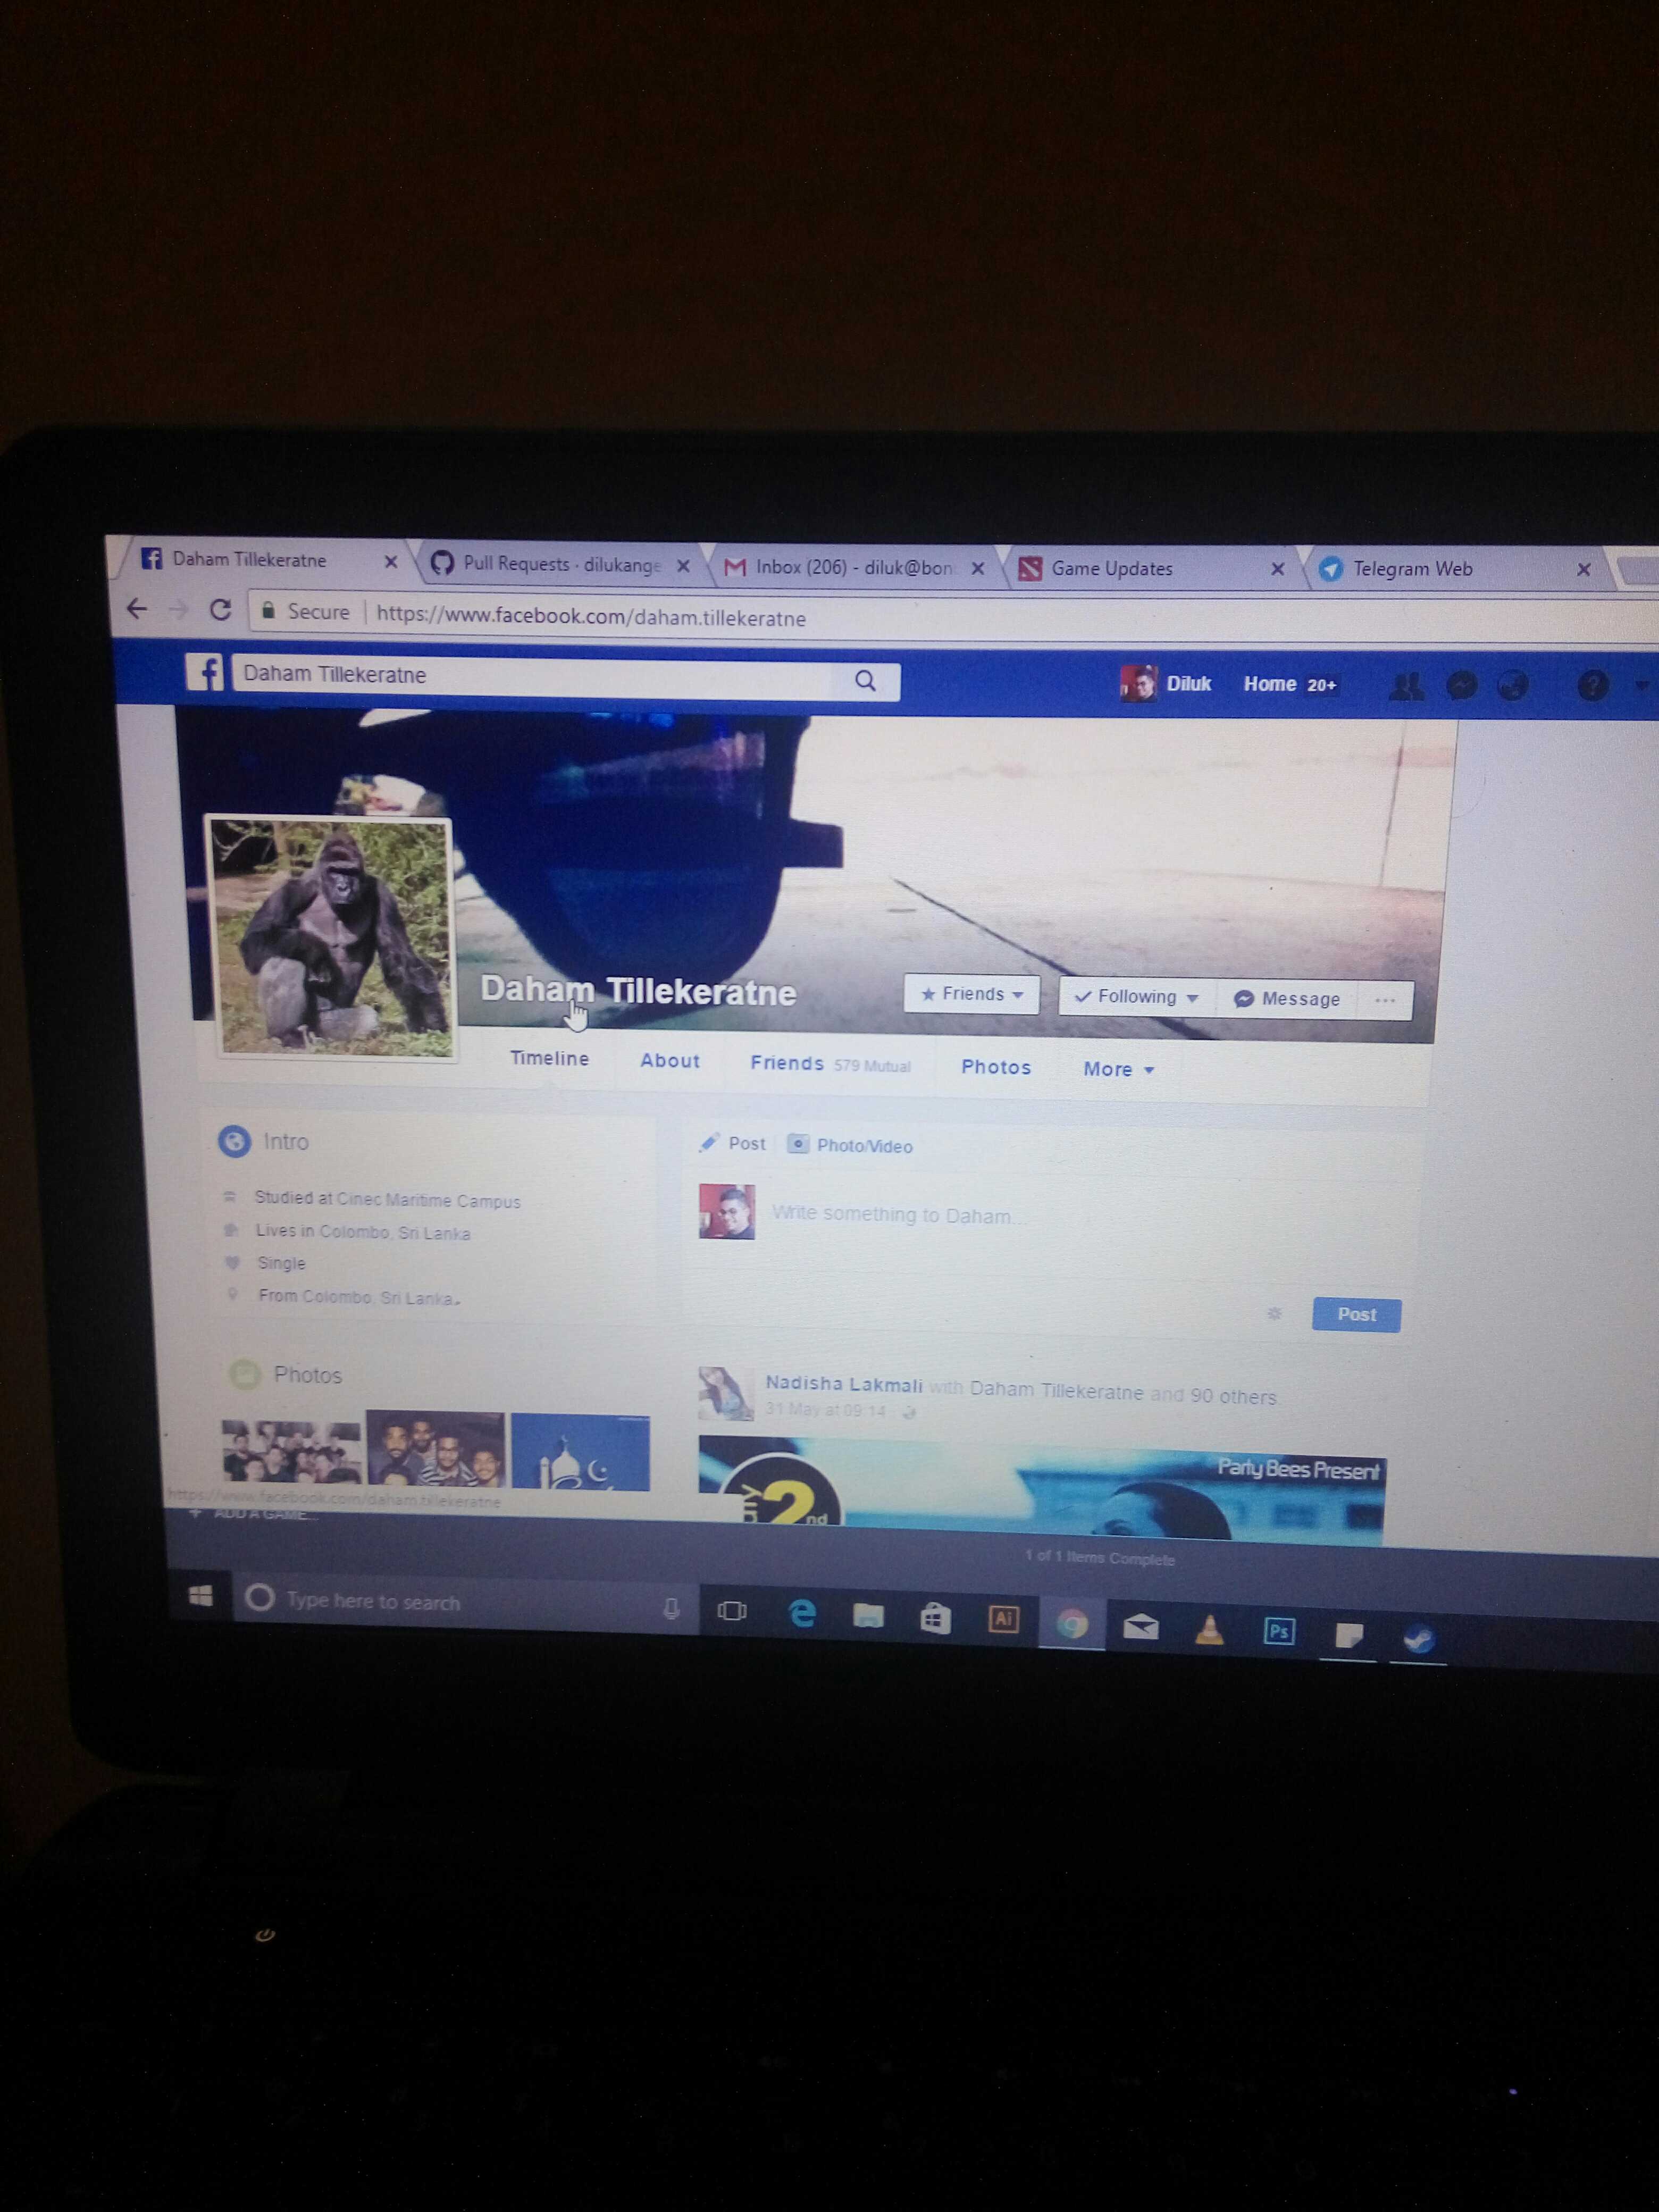 Daham Tillekeratne
Pull Requests · dilukange
Inbox (206) - diluk@bon
Game Updates
Telegram Web
Secure
https://www.facebook.com/daham.tillekeratne
Daham Tillekeratne
Diluk
Home 20+
Daham Tillekeratne
Friends
Following
Message
Timeline
About
Friends 579 Mutual
Photos
More
Intro
Studied at Cinec Maritime Campus
Lives in Colombo, Sri Lanka
Single
From Colombo, Sri Lanka
Post
Photo/Video
Write something to Daham...
Post
Photos
Nadisha Lakmali with Daham Tillekeratne and 90 others
31 May at 09:14
Party Bees Present
2nd
https://www.facebook.com/daham.tillekeratne
+ ADD A GAME...
1 of 1 Items Complete
Type here to search
Ai
Ps